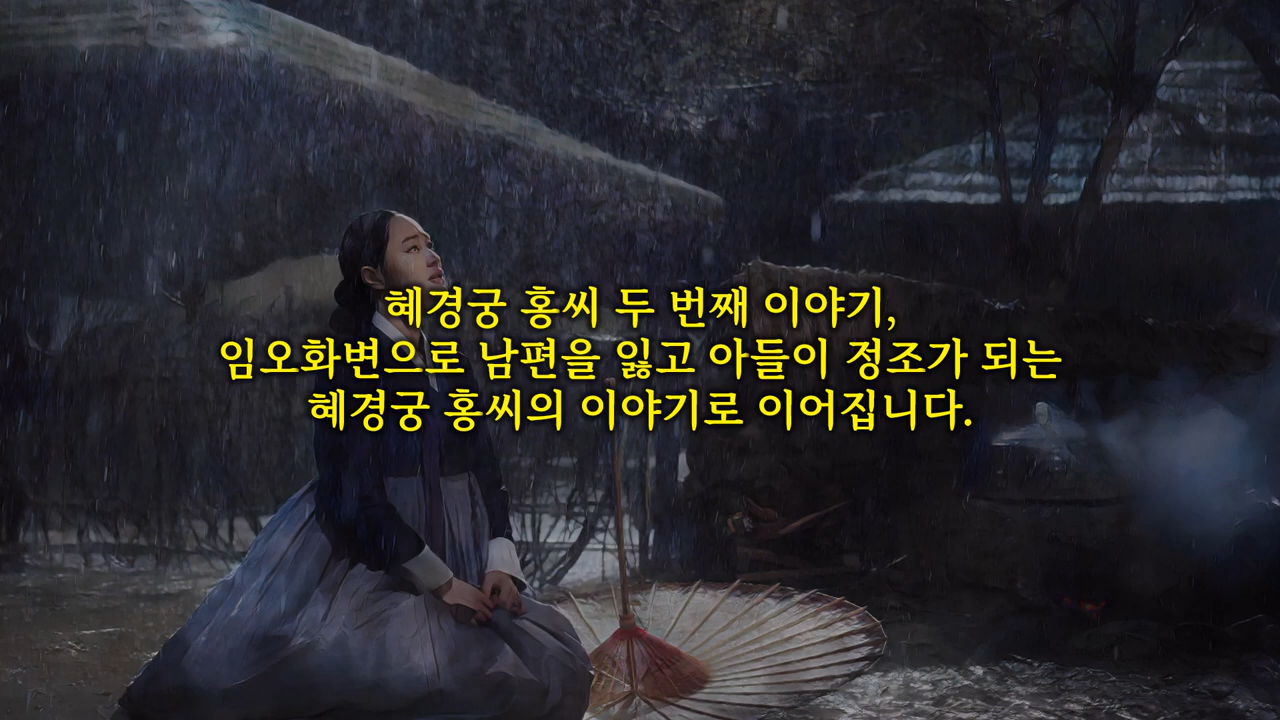 혜경궁 홍씨 두 번째 이야기,
임오화변으로 남편을 잃고 아들이 정조가 되는
혜경궁 홍씨의 이야기로 이어집니다.